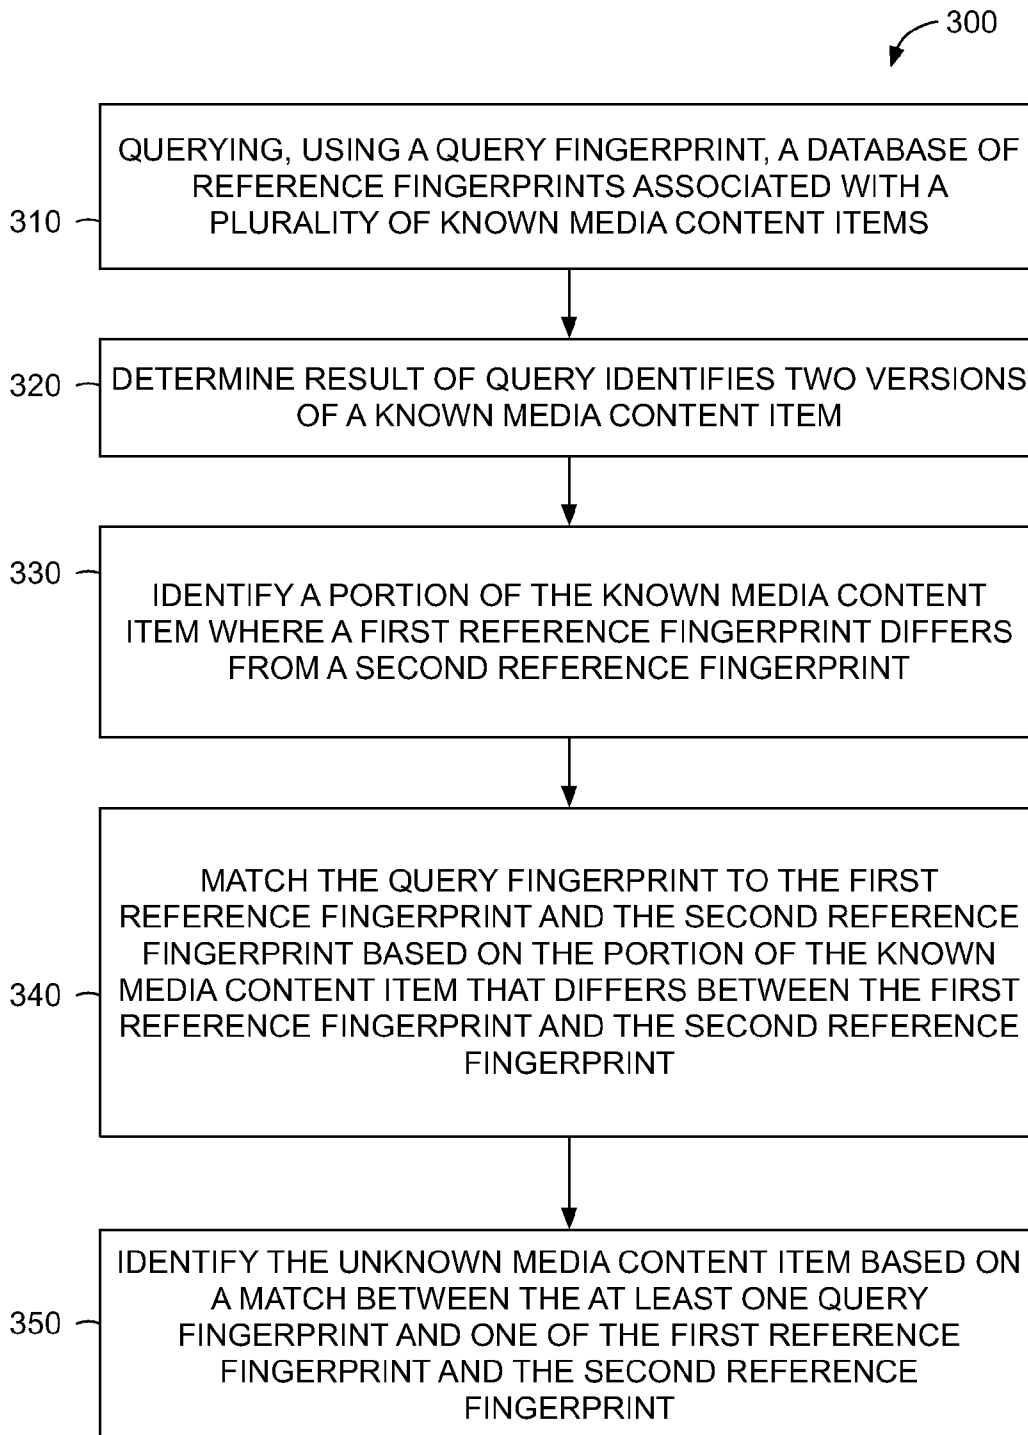 300
310
QUERYING, USING A QUERY FINGERPRINT, A DATABASE OF
REFERENCE FINGERPRINTS ASSOCIATED WITH A
PLURALITY OF KNOWN MEDIA CONTENT ITEMS
320
DETERMINE RESULT OF QUERY IDENTIFIES TWO VERSIONS
OF A KNOWN MEDIA CONTENT ITEM
330
IDENTIFY A PORTION OF THE KNOWN MEDIA CONTENT
ITEM WHERE A FIRST REFERENCE FINGERPRINT DIFFERS
FROM A SECOND REFERENCE FINGERPRINT
340
MATCH THE QUERY FINGERPRINT TO THE FIRST
REFERENCE FINGERPRINT AND THE SECOND REFERENCE
FINGERPRINT BASED ON THE PORTION OF THE KNOWN
MEDIA CONTENT ITEM THAT DIFFERS BETWEEN THE FIRST
REFERENCE FINGERPRINT AND THE SECOND REFERENCE
FINGERPRINT
350
IDENTIFY THE UNKNOWN MEDIA CONTENT ITEM BASED ON
A MATCH BETWEEN THE AT LEAST ONE QUERY
FINGERPRINT AND ONE OF THE FIRST REFERENCE
FINGERPRINT AND THE SECOND REFERENCE
FINGERPRINT